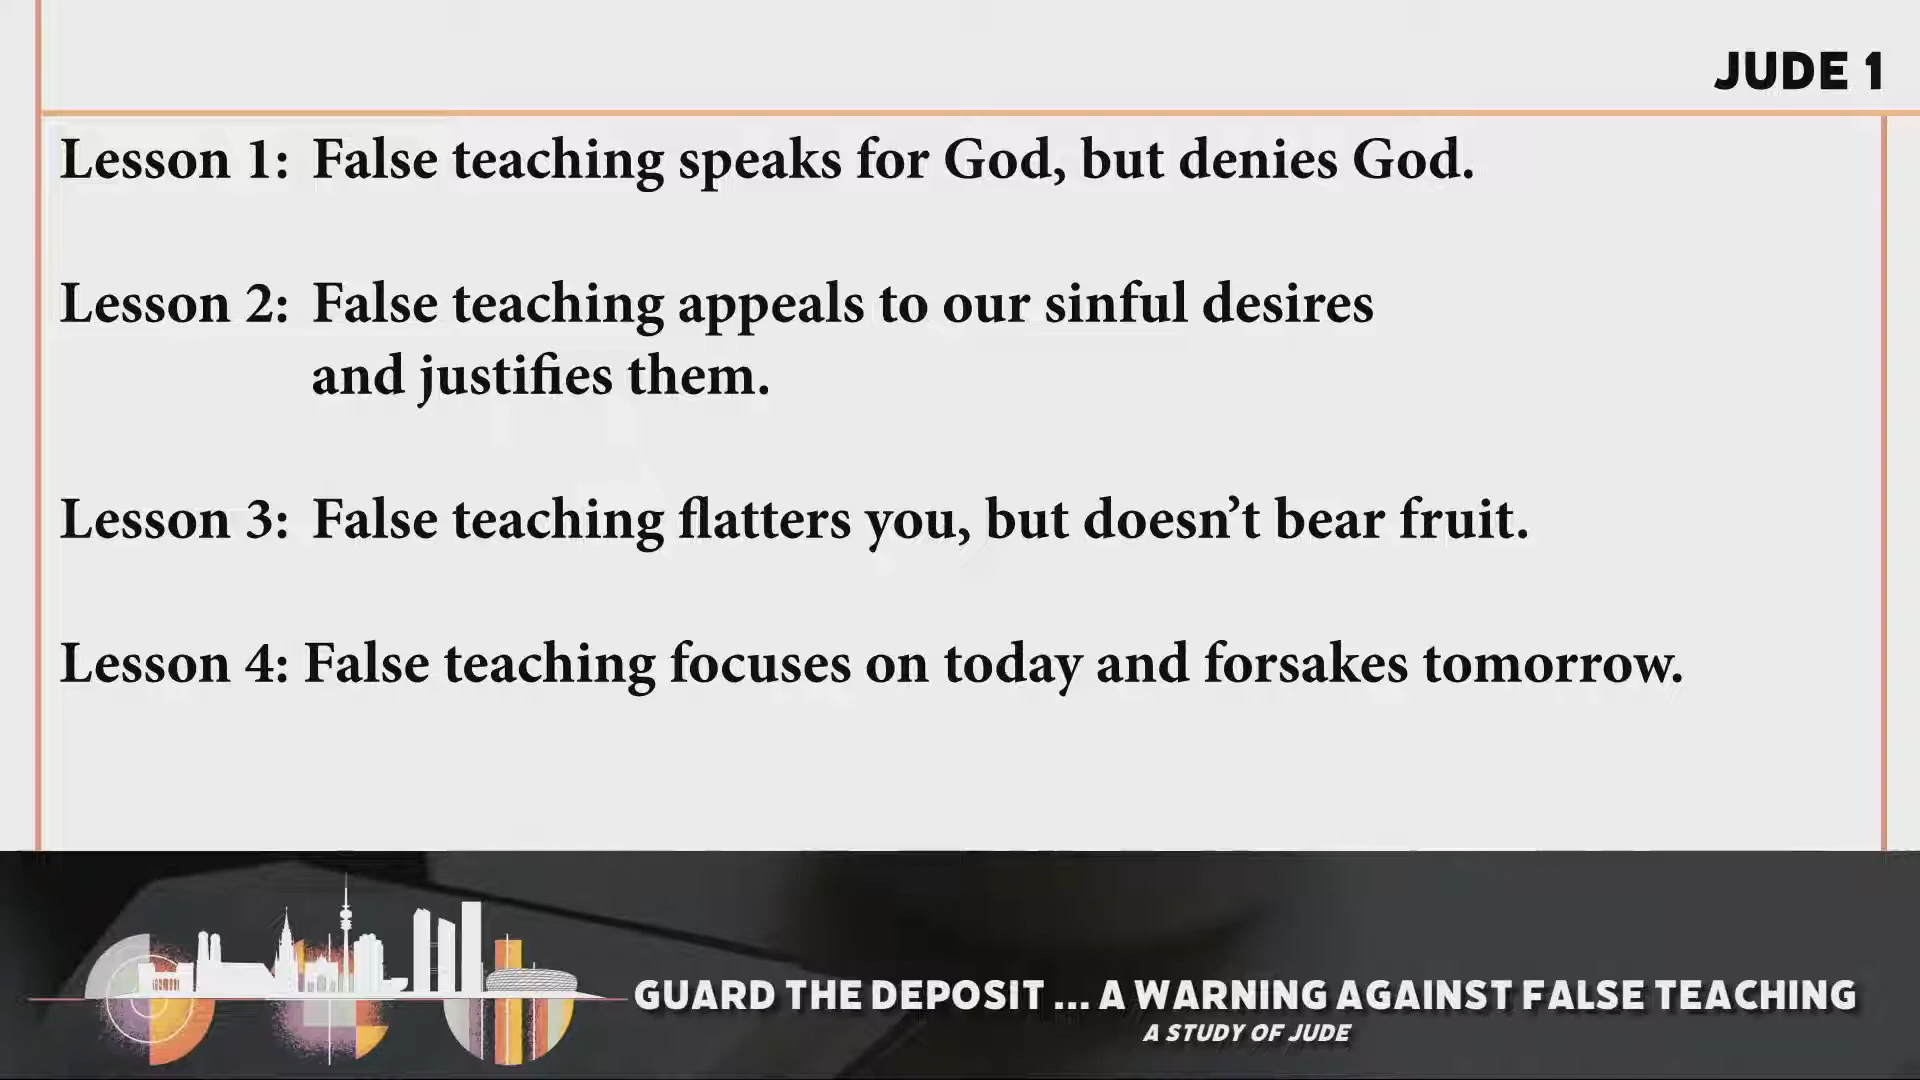 JUDE 1
Lesson 1: False teaching speaks for God, but denies God.
Lesson 2: False teaching appeals to our sinful desires
and justifies them.
Lesson 3: False teaching flatters you, but doesn’t bear fruit.
Lesson 4: False teaching focuses on today and forsakes tomorrow.
GUARD THE DEPOSIT ... A WARNING AGAINST FALSE TEACHING
A STUDY OF JUDE